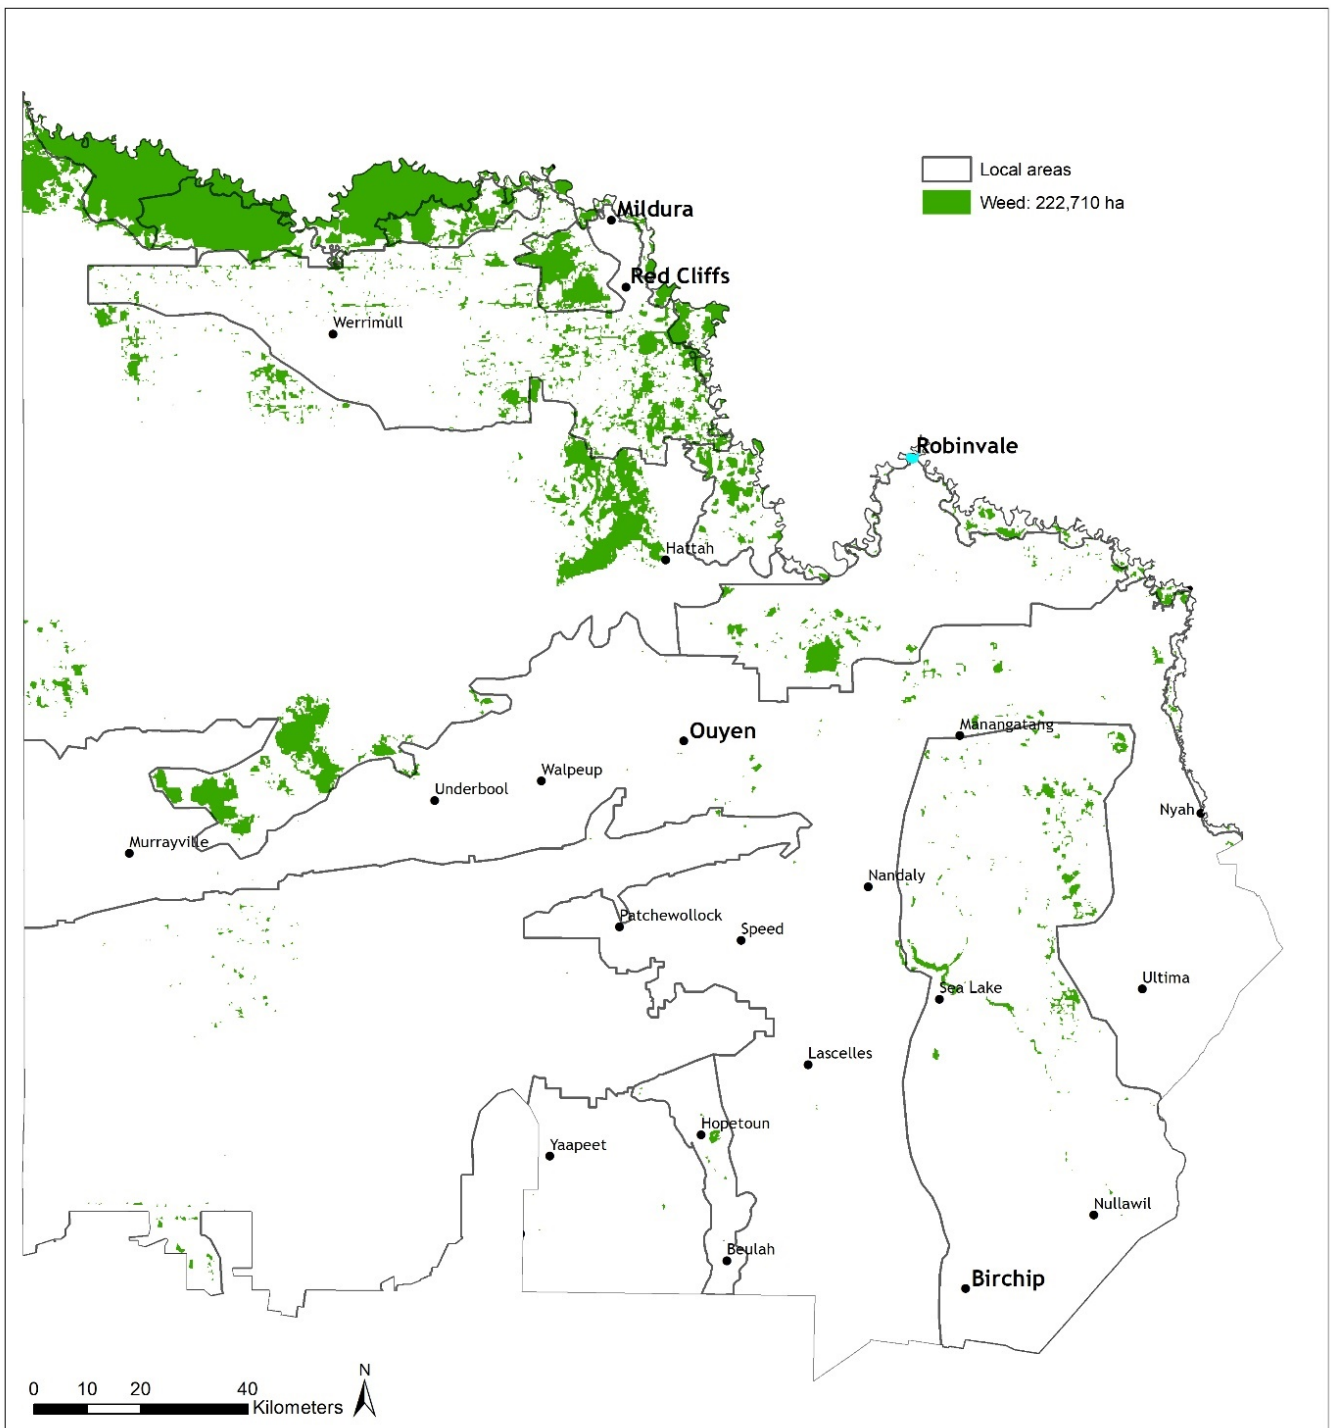 Local areas
Weed: 222,710 ha
Mildura
Red Cliffs
Werrimull
Robinvale
Hattah
Manangatang
Ouyen
Walpeup
Underbool
Nyah
Murrayville
Nandaly
Patchewollock
Speed
Ultima
Sea Lake
Lascelles
Hopetoun
Yaapeet
Nullawil
Beulah
Birchip
N
0 10 20 40
Kilometers